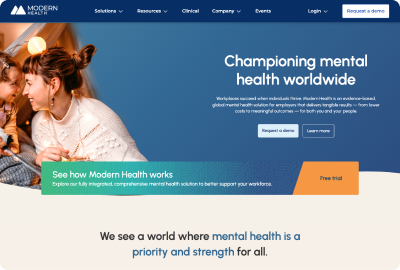 MODERN
HEALTH
Solutions
Resources
Clinical
Company
Events
Login
Request a demo
Championing mental
health worldwide
Workplaces succeed when individuals thrive. Modern Health is an evidence-based,
global mental health solution for employers that delivers tangible results — from lower
costs to meaningful outcomes — for both you and your people.
Request a demo
Learn more
See how Modern Health works
Explore our fully integrated, comprehensive mental health solution to better support your workforce.
Free trial
We see a world where mental health is a
priority and strength for all.